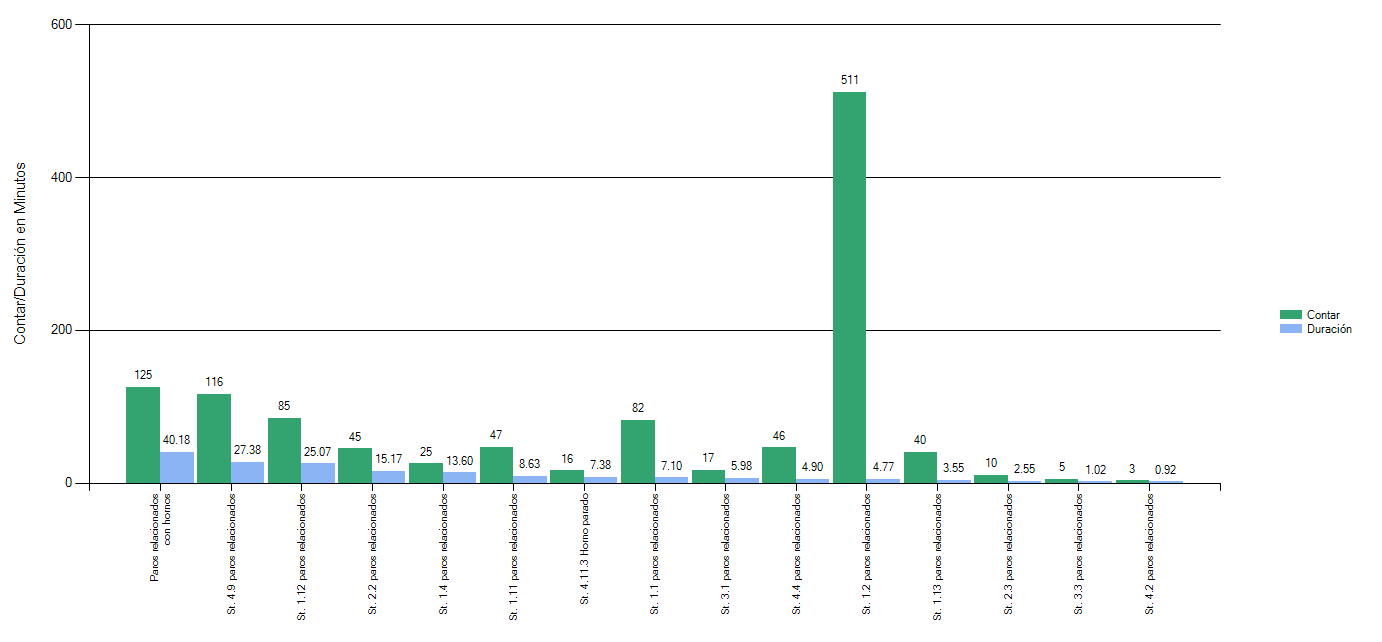 600
400
200
0
Contar/Duración en Minutos
125
40.18
116
27.38
85
25.07
45
15.17
25
13.60
47
8.63
16
7.38
82
7.10
17
5.98
46
4.90
511
4.77
40
3.55
10
2.55
5
1.02
3
0.92
Paros relacionados
con hornos
St. 4.9 paros relacionados
St. 1.12 paros relacionados
St. 2.2 paros relacionados
St. 1.4 paros relacionados
St. 1.11 paros relacionados
St. 4.11.3 Horno parado
St. 1.1 paros relacionados
St. 3.1 paros relacionados
St. 4.4 paros relacionados
St. 1.2 paros relacionados
St. 1.13 paros relacionados
St. 2.3 paros relacionados
St. 3.3 paros relacionados
St. 4.2 paros relacionados
Contar
Duración